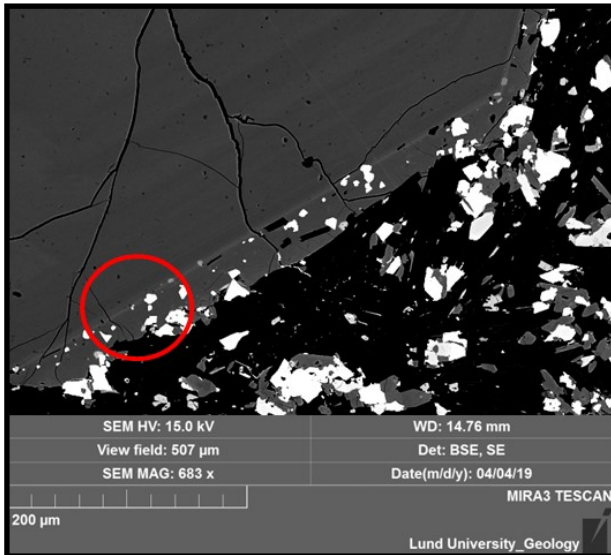 SEM HV: 15.0 kV
WD: 14.76 mm
View field: 507 µm
Det: BSE, SE
SEM MAG: 683 x
Date(m/d/y): 04/04/19
MIRA3 TESCAN
200 µm
Lund University_Geology